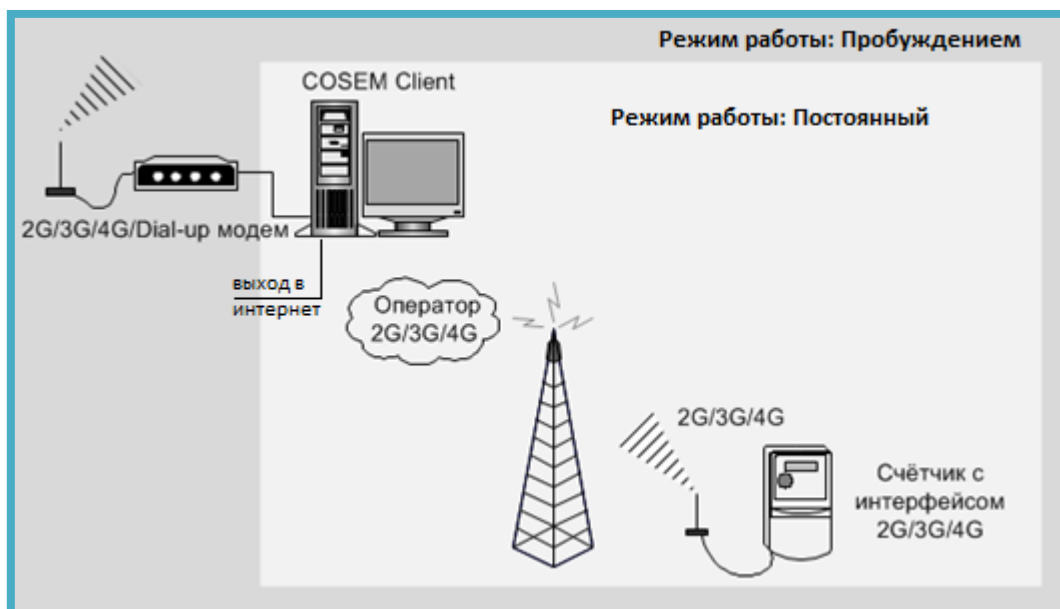 Режим работы: Пробуждением
COSEM Client
Режим работы: Постоянный
2G/3G/4G/Dial-up модем
выход в
интернет
Оператор
2G/3G/4G
2G/3G/4G
Счётчик с
интерфейсом
2G/3G/4G